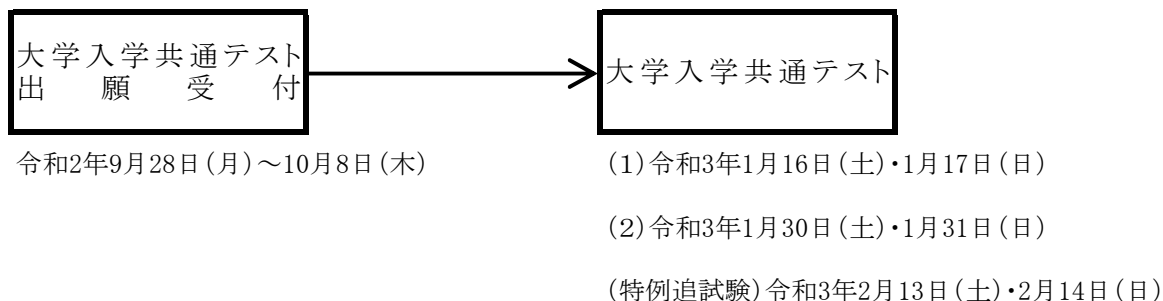 大学入学共通テスト
出願受付
大学入学共通テスト
令和2年9月28日(月)～10月8日(木)
(1)令和3年1月16日(土)・1月17日(日)
(2)令和3年1月30日(土)・1月31日(日)
(特例追試験)令和3年2月13日(土)・2月14日(日)